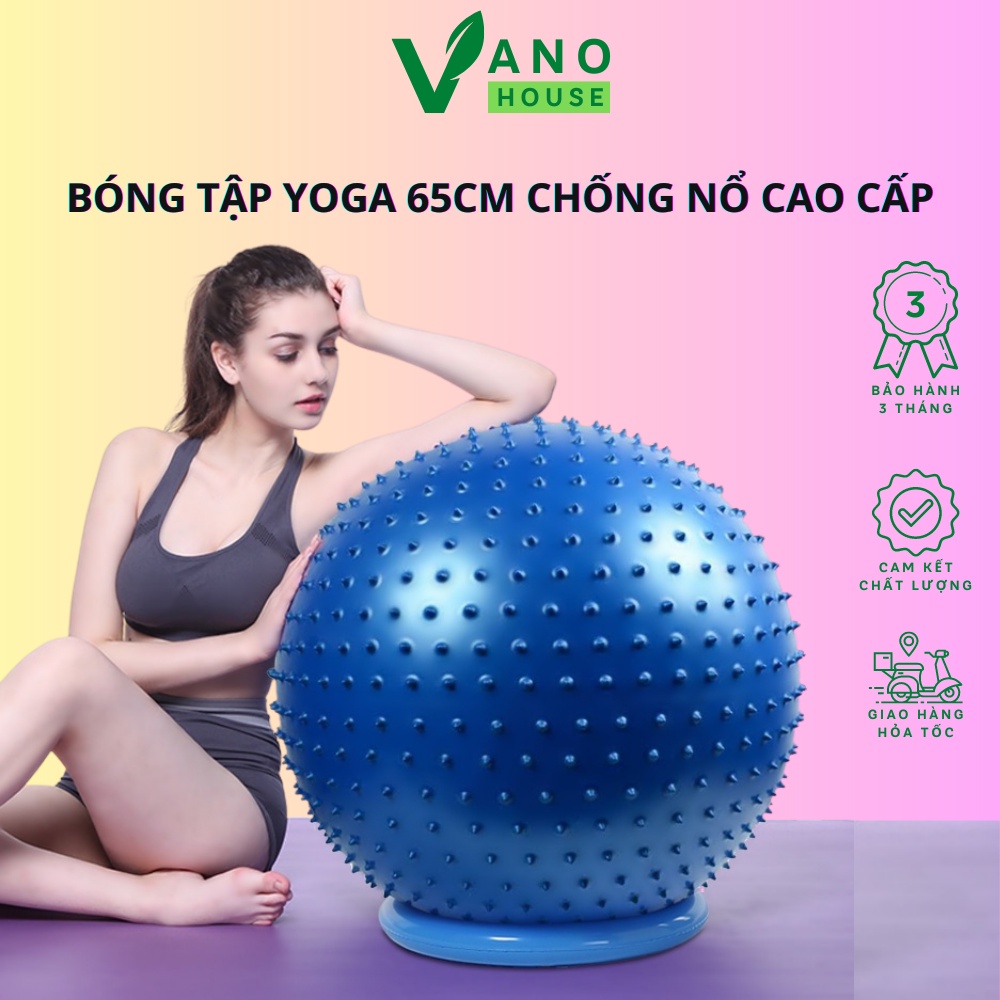 VANO
HOUSE
BÓNG TẬP YOGA 65CM CHỐNG NỔ CAO CẤP
3
BẢO HÀNH
3 THÁNG
CAM KẾT
CHẤT LƯỢNG
GIAO HÀNG
HỎA TỐC